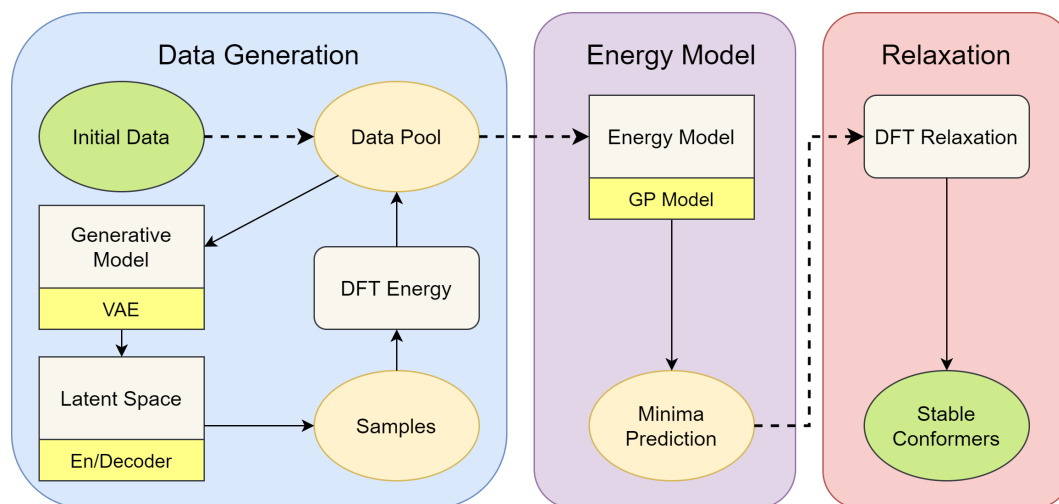 Data Generation
Initial Data
Data Pool
Generative
Model
VAE
DFT Energy
Latent Space
En/Decoder
Samples
Energy Model
Energy Model
GP Model
Minima
Prediction
Relaxation
DFT Relaxation
Stable
Conformers